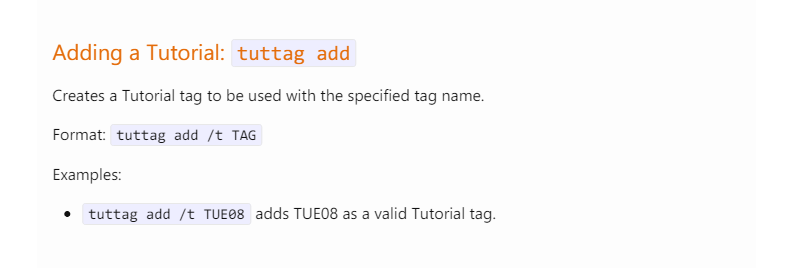 Adding a Tutorial: tuttag add
Creates a Tutorial tag to be used with the specified tag name.
Format: tuttag add /t TAG
Examples:
• tuttag add /t TUE08 adds TUE08 as a valid Tutorial tag.